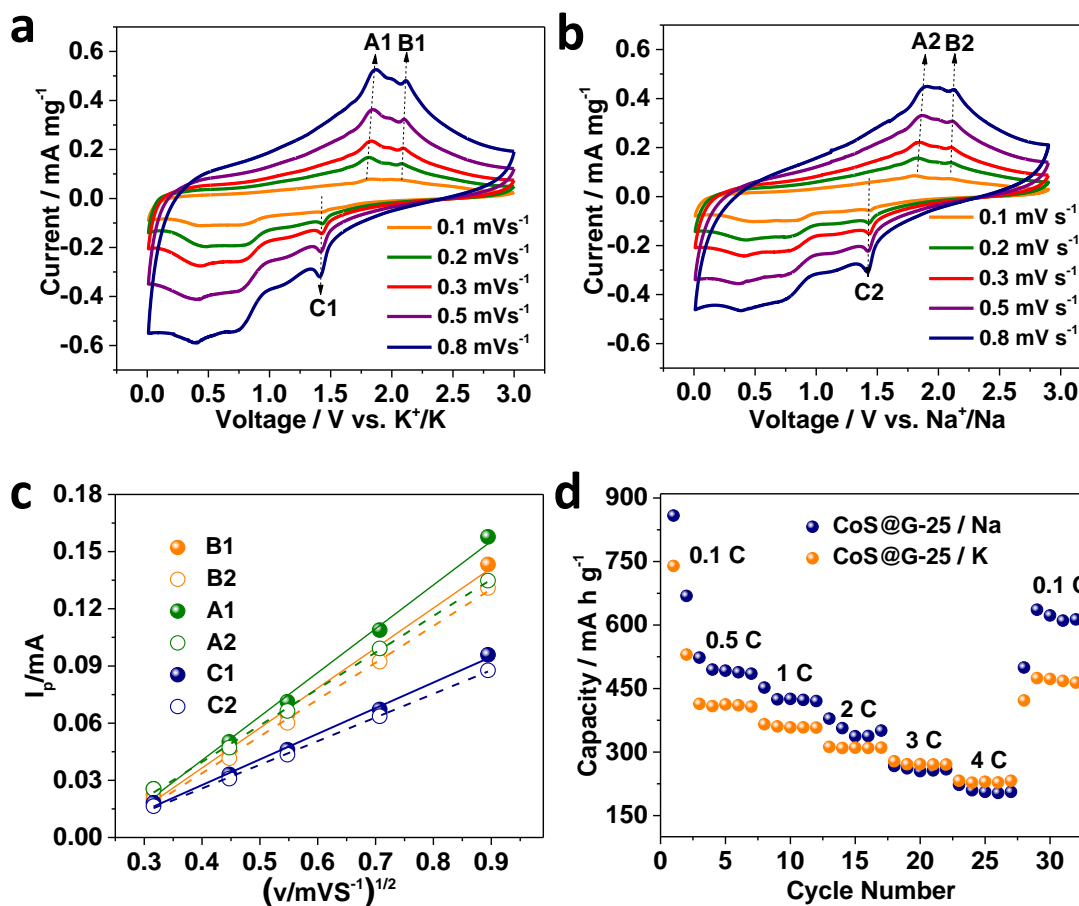 a
A1 B1
0.6
0.4
0.2
0.0
-0.2
-0.4
-0.6
Current / mA mg⁻¹
C1
0.1 mVs⁻¹
0.2 mVs⁻¹
0.3 mVs⁻¹
0.5 mVs⁻¹
0.8 mVs⁻¹
0.0 0.5 1.0 1.5 2.0 2.5 3.0
Voltage / V vs. K⁺/K
b
A2 B2
0.6
0.4
0.2
0.0
-0.2
-0.4
-0.6
Current / mA mg⁻¹
C2
0.1 mV s⁻¹
0.2 mV s⁻¹
0.3 mV s⁻¹
0.5 mV s⁻¹
0.8 mV s⁻¹
0.0 0.5 1.0 1.5 2.0 2.5 3.0
Voltage / V vs. Na⁺/Na
c
0.18
0.15
0.12
0.09
0.06
0.03
0.00
Iₚ/mA
B1
B2
A1
A2
C1
C2
0.3 0.4 0.5 0.6 0.7 0.8 0.9 1.0
(v/mVS⁻¹)¹/²
d
900
750
600
450
300
150
Capacity / mA h g⁻¹
CoS@G-25 / Na
CoS@G-25 / K
0.1 C
0.5 C
1 C
2 C
3 C
4 C
0.1 C
0 5 10 15 20 25 30
Cycle Number